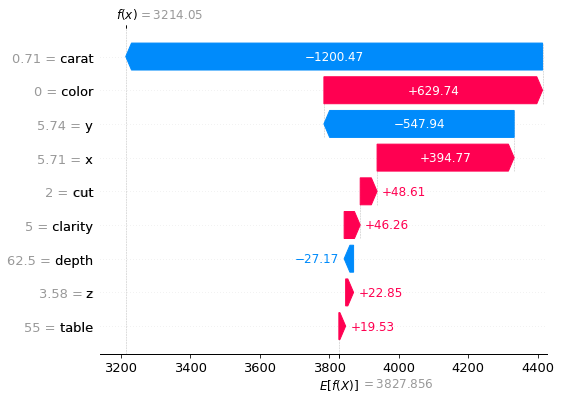 f(x) = 3214.05
0.71 = carat −1200.47
0 = color +629.74
5.74 = y −547.94
5.71 = x +394.77
2 = cut +48.61
5 = clarity +46.26
62.5 = depth −27.17
3.58 = z +22.85
55 = table +19.53
3200 3400 3600 3800 4000 4200 4400
E[f(X)] = 3827.856